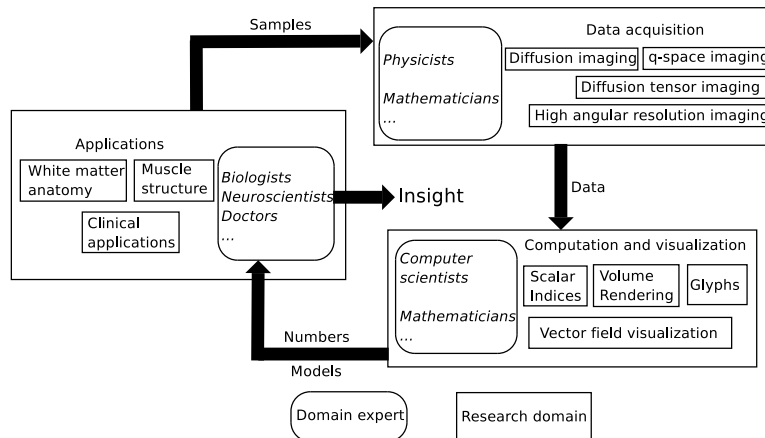 Samples
Data acquisition
Physicists
Mathematicians
...
Diffusion imaging
q-space imaging
Diffusion tensor imaging
High angular resolution imaging
Applications
White matter
anatomy
Muscle
structure
Clinical
applications
Biologists
Neuroscientists
Doctors
...
Insight
Data
Computation and visualization
Computer
scientists
Mathematicians
...
Scalar
Indices
Volume
Rendering
Glyphs
Vector field visualization
Numbers
Models
Domain expert
Research domain